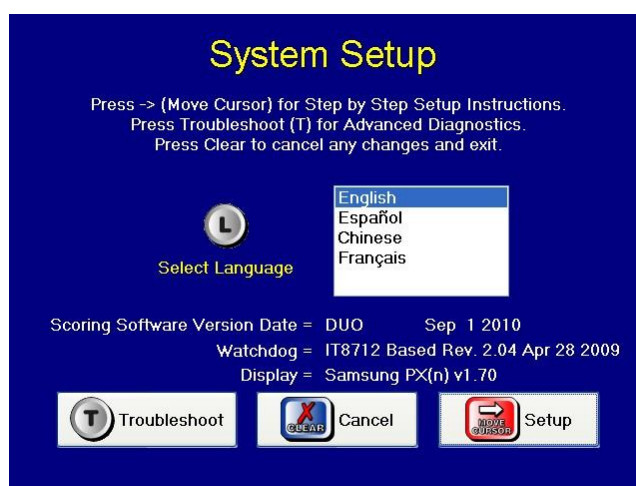 System Setup
Press -> (Move Cursor) for Step by Step Setup Instructions.
Press Troubleshoot (T) for Advanced Diagnostics.
Press Clear to cancel any changes and exit.
L
Select Language
English
Español
Chinese
Français
Scoring Software Version Date = DUO Sep 1 2010
Watchdog = IT8712 Based Rev. 2.04 Apr 28 2009
Display = Samsung PX(n) v1.70
T Troubleshoot
CLEAR Cancel
MOVE CURSOR Setup